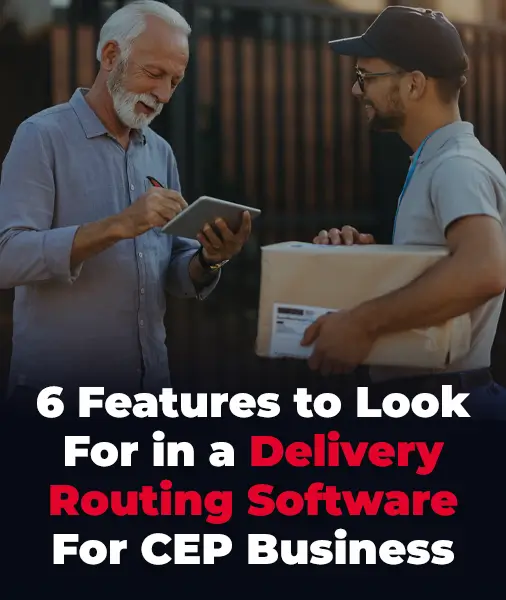 6 Features to Look
For in a Delivery
Routing Software
For CEP Business